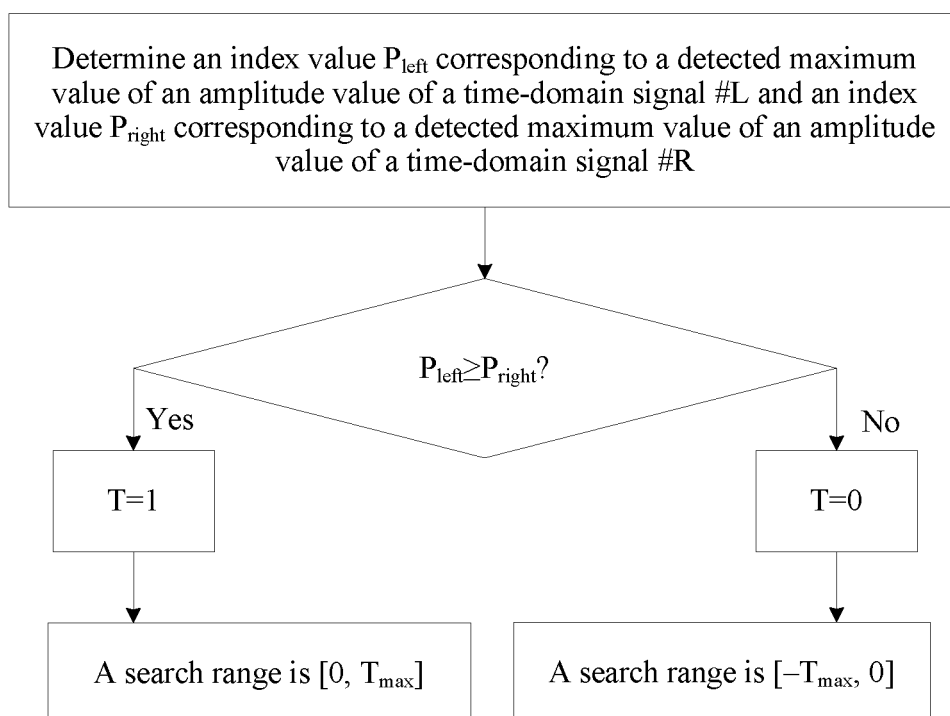 Determine an index value Pleft corresponding to a detected maximum
value of an amplitude value of a time-domain signal #L and an index
value Pright corresponding to a detected maximum value of an amplitude
value of a time-domain signal #R
Pleft≥Pright?
Yes
No
T=1
T=0
A search range is [0, Tmax]
A search range is [–Tmax, 0]